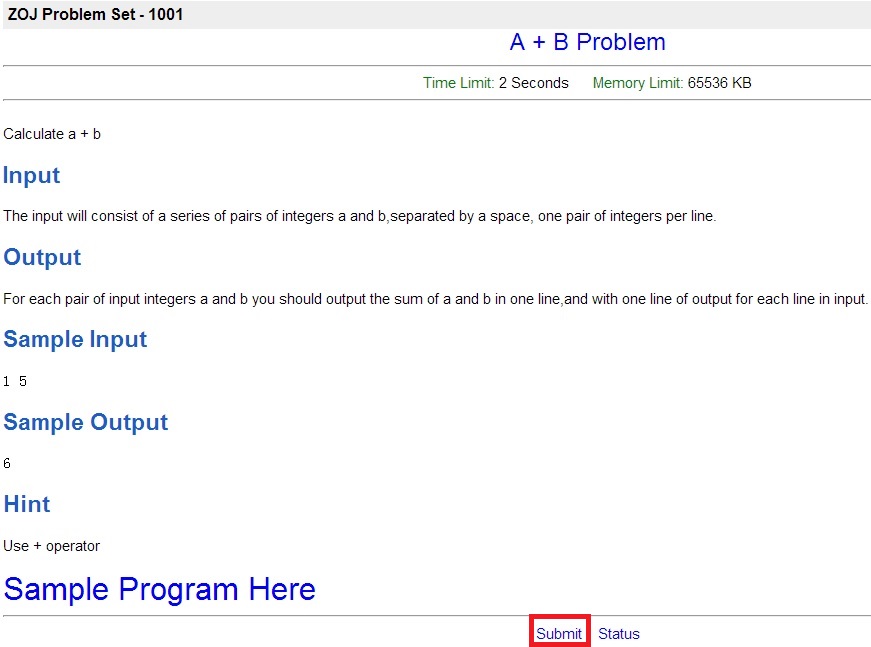 ZOJ Problem Set - 1001
A + B Problem
Time Limit: 2 Seconds Memory Limit: 65536 KB
Calculate a + b
Input
The input will consist of a series of pairs of integers a and b,separated by a space, one pair of integers per line.
Output
For each pair of input integers a and b you should output the sum of a and b in one line,and with one line of output for each line in input.
Sample Input
1 5
Sample Output
6
Hint
Use + operator
Sample Program Here
Submit Status